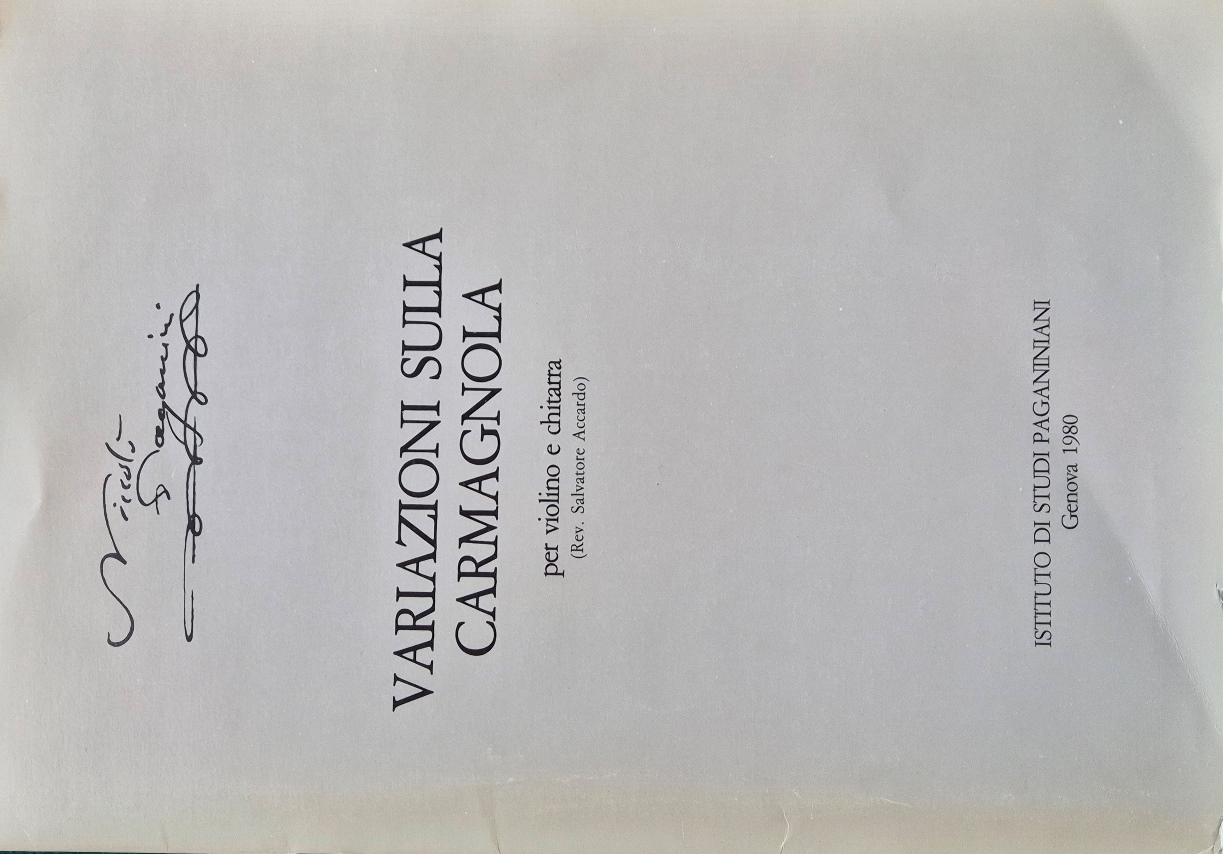 Niccolò
Paganini
VARIAZIONI SULLA
CARMAGNOLA
per violino e chitarra
(Rev. Salvatore Accardo)
ISTITUTO DI STUDI PAGANINIANI
Genova 1980